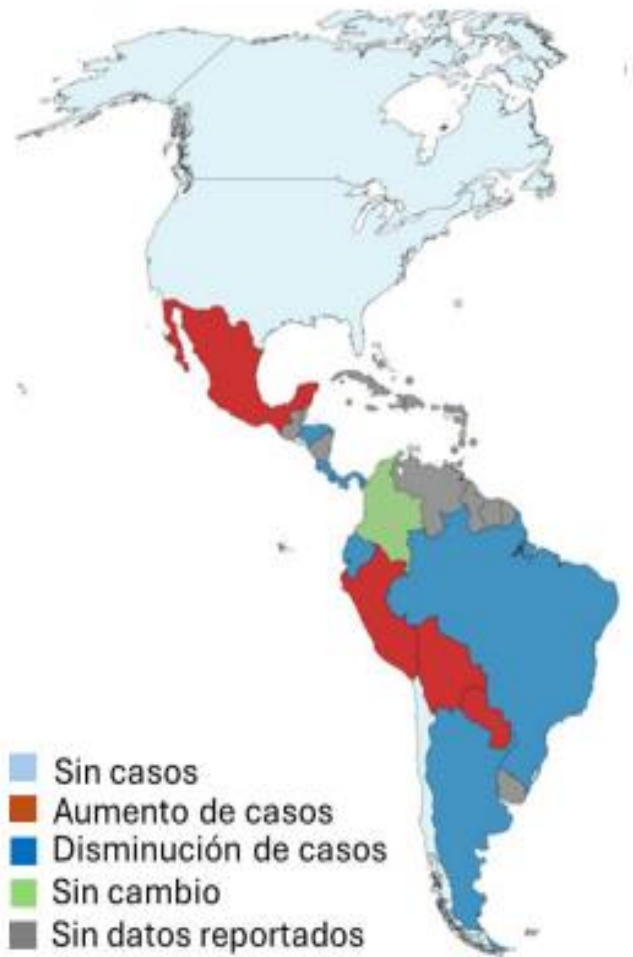 Sin casos
Aumento de casos
Disminución de casos
Sin cambio
Sin datos reportados